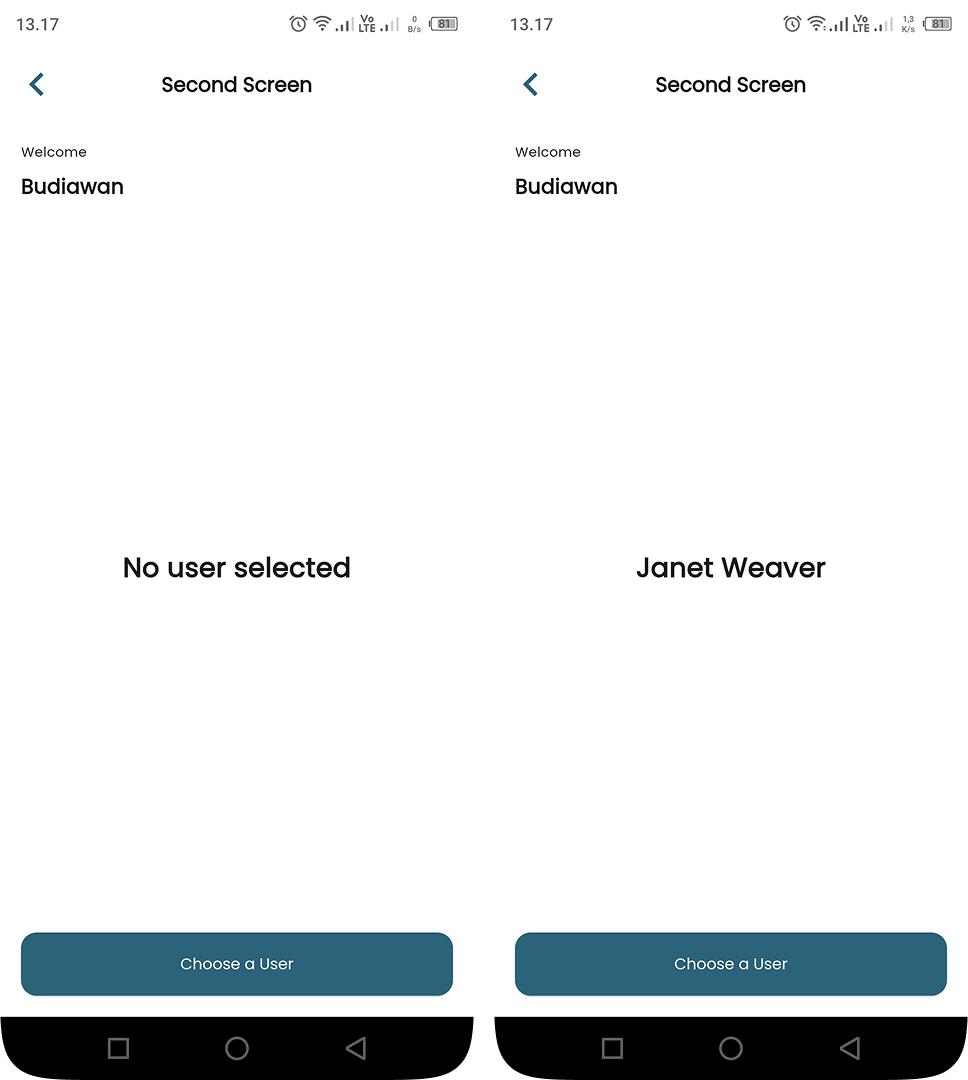 13.17 Vo LTE 0 B/s 81
Second Screen
Welcome
Budiawan
No user selected
Choose a User
13.17 Vo LTE 1,3 K/s 81
Second Screen
Welcome
Budiawan
Janet Weaver
Choose a User